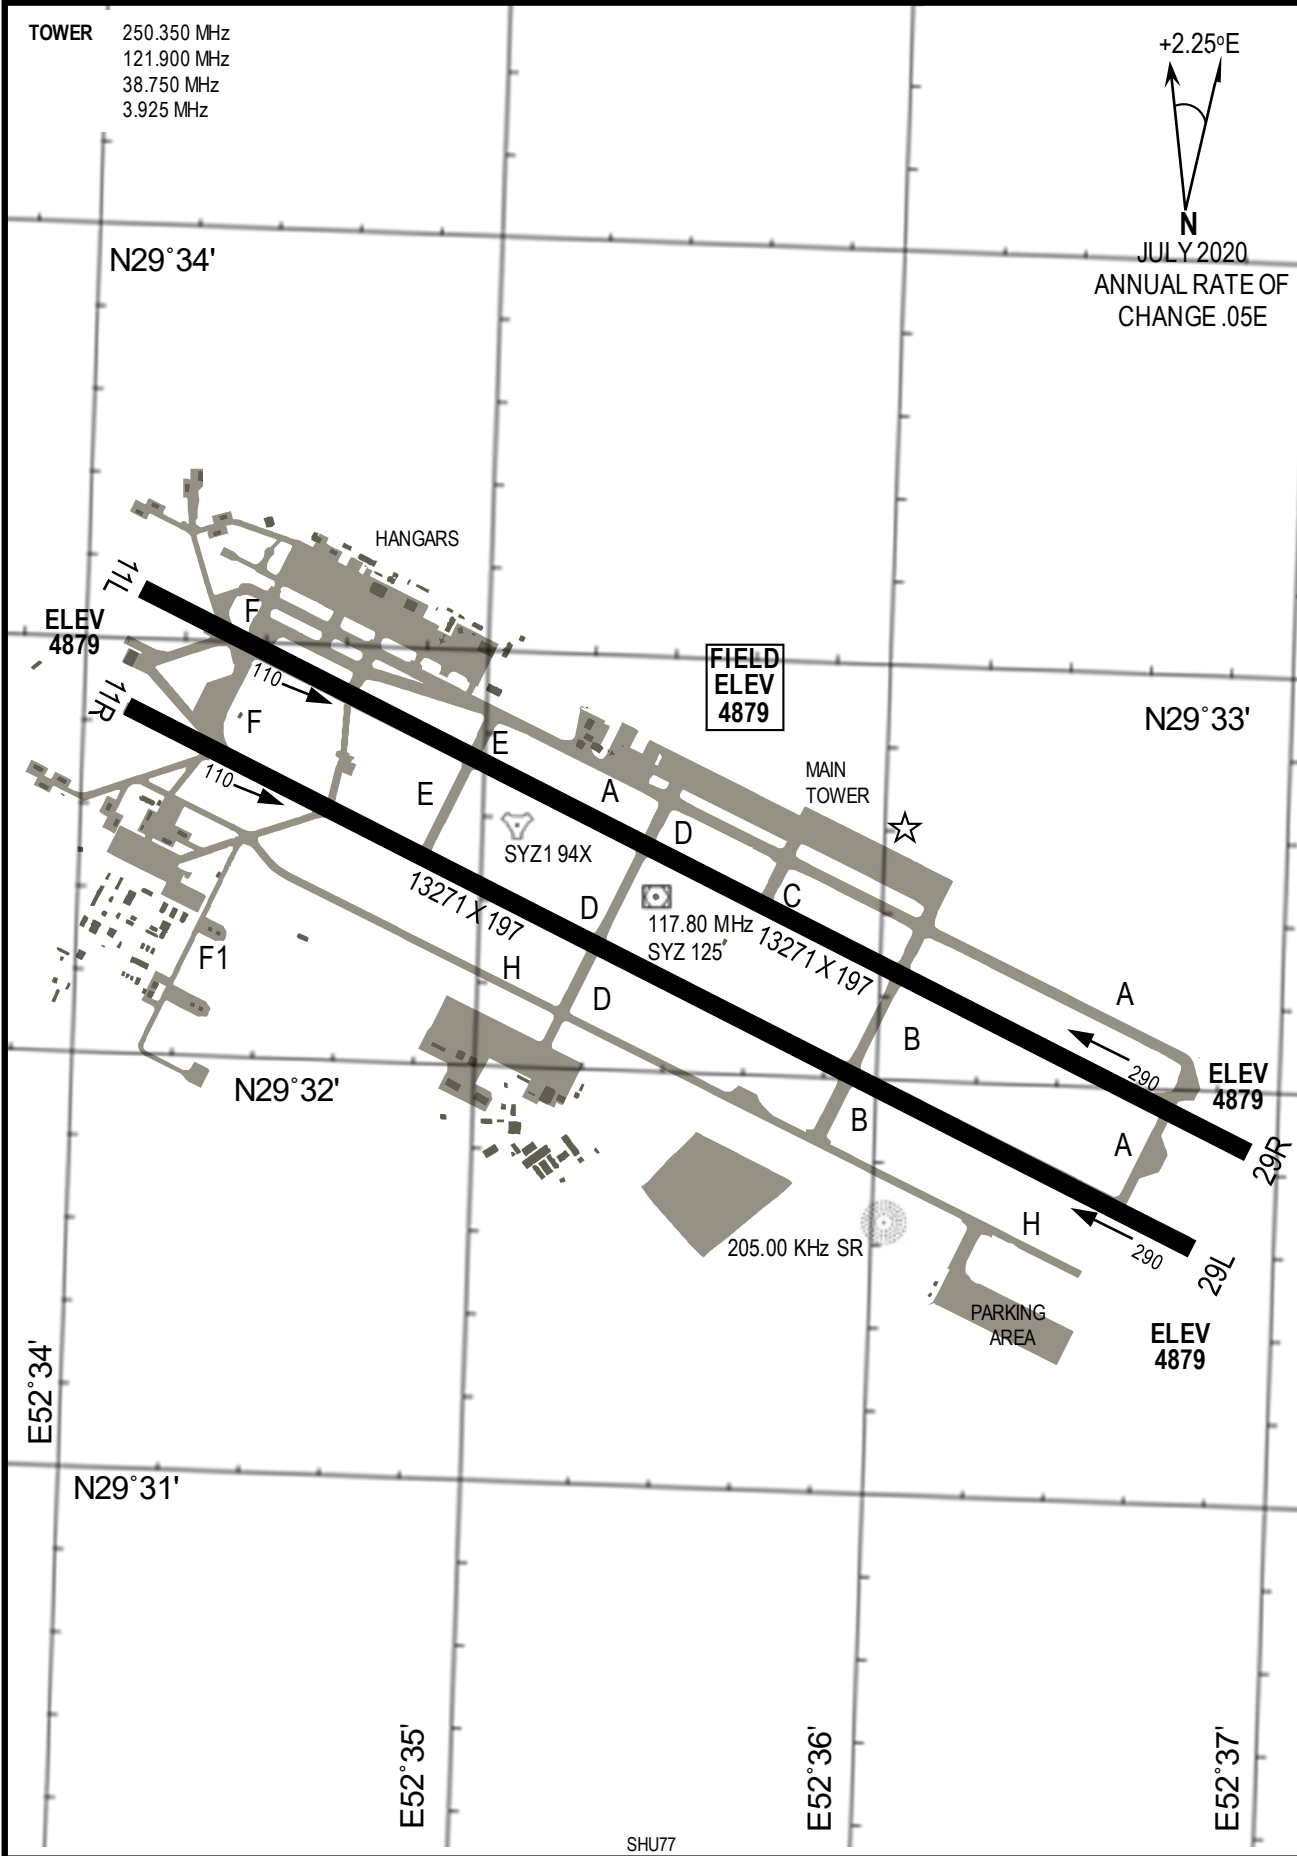 TOWER 250.350 MHz
121.900 MHz
38.750 MHz
3.925 MHz
+2.25°E
N
JULY 2020
ANNUAL RATE OF
CHANGE .05E
N29°34'
HANGARS
11L
ELEV
4879
F
110
11R
F
110
FIELD
ELEV
4879
N29°33'
E
E
A
MAIN
TOWER
D
SYZ1 94X
C
13271 X 197
D
117.80 MHz
SYZ 125
13271 X 197
F1
H
D
A
B
290
ELEV
4879
N29°32'
B
A
29R
H
205.00 KHz SR
290
29L
PARKING
AREA
ELEV
4879
E52°34'
N29°31'
E52°35'
E52°36'
E52°37'
SHU77